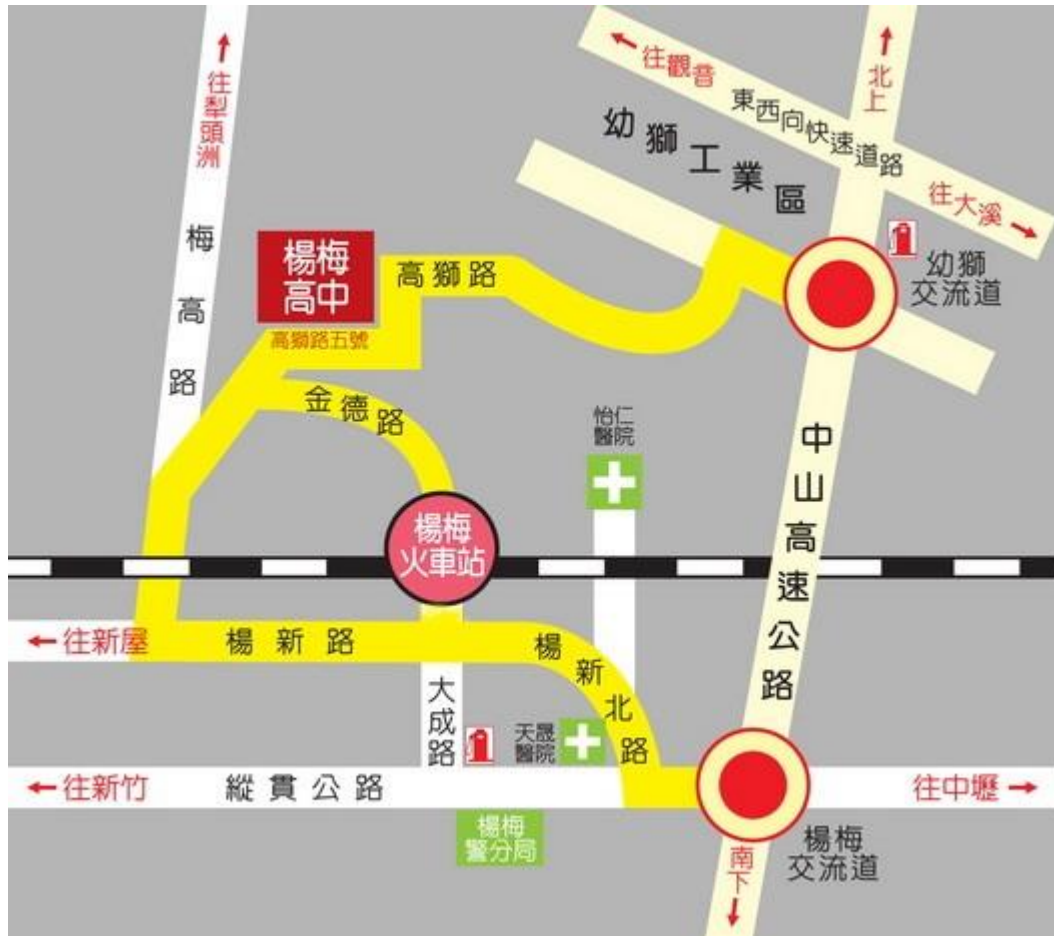 往犁頭洲
梅高路
往觀音
東西向快速道路
往大溪
北上
幼獅工業區
幼獅
交流道
楊梅
高中
高獅路五號
高獅路
金德路
怡仁
醫院
中山高速公路
楊梅
火車站
往新屋
楊新路
楊新北路
大成路
天晟
醫院
往新竹
縱貫公路
往中壢
楊梅
警分局
楊梅
交流道
南下